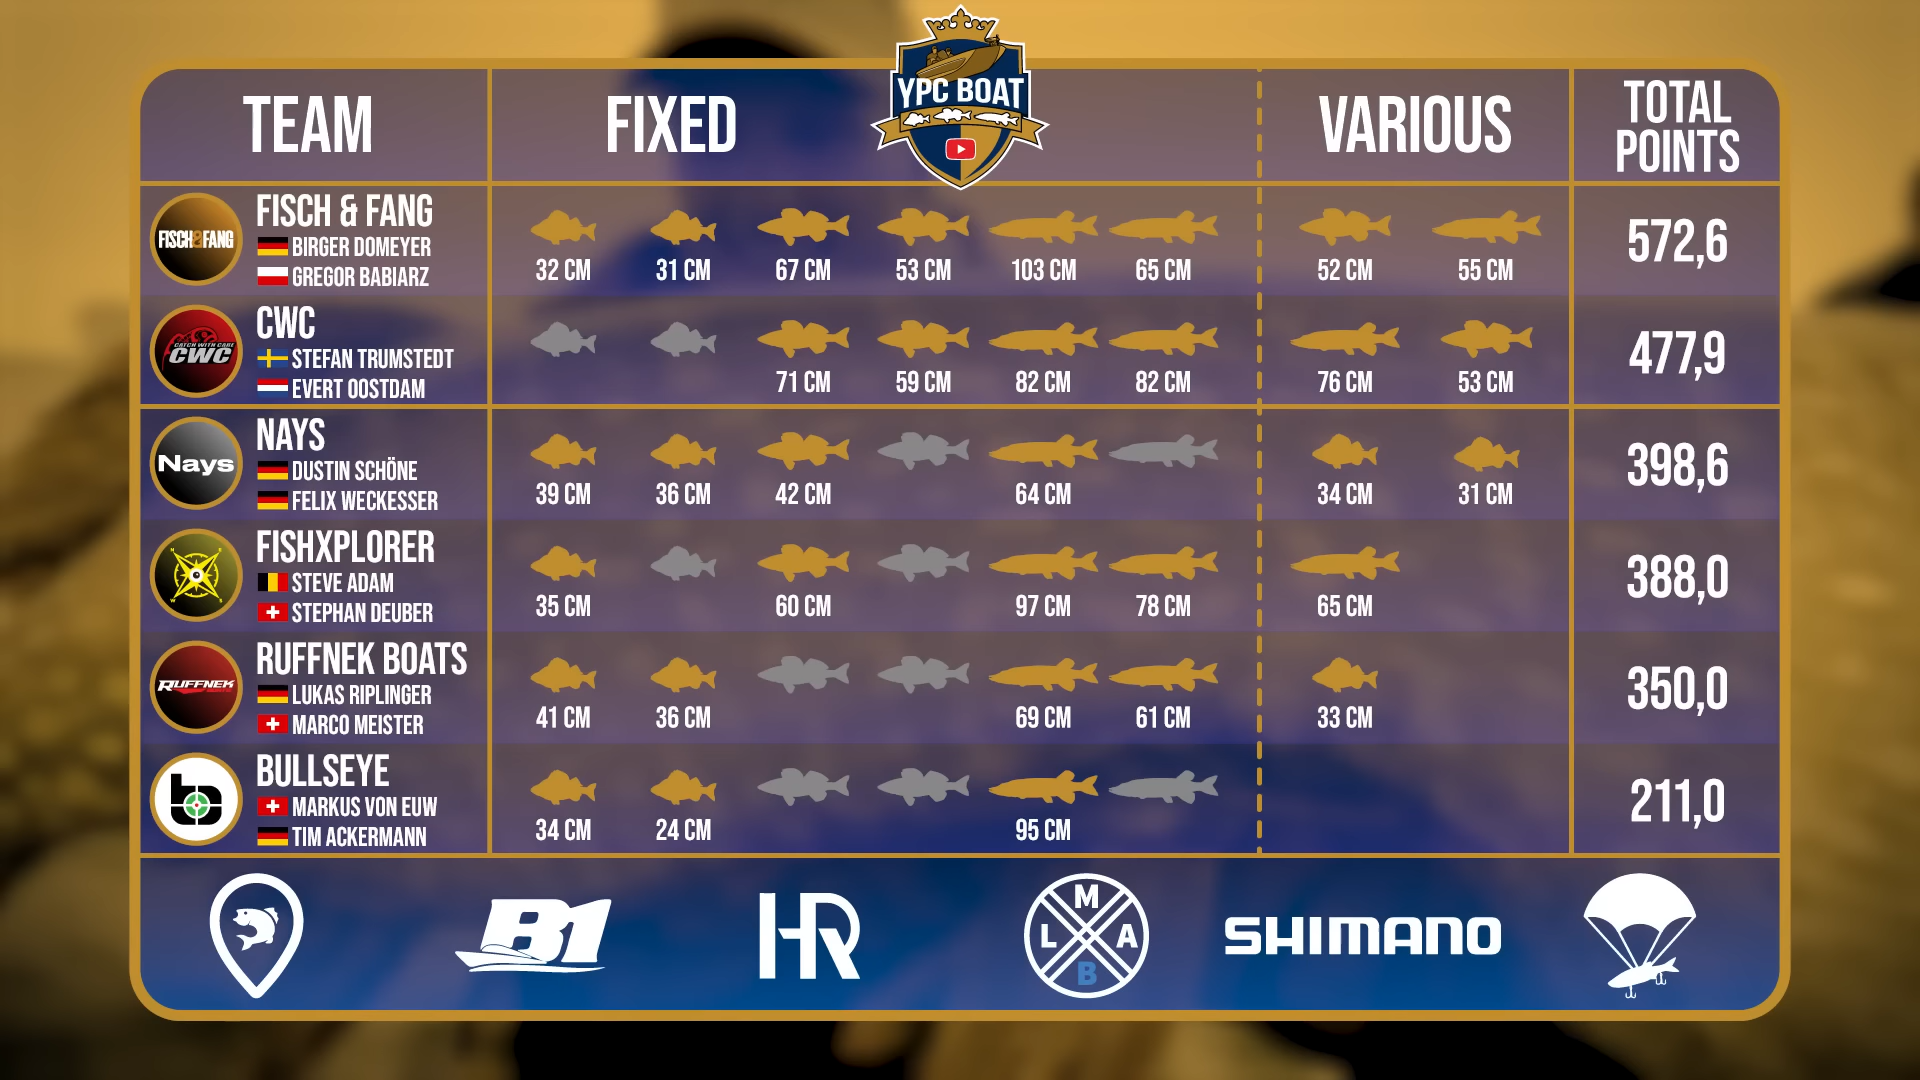 YPC BOAT
TEAM
FIXED
VARIOUS
TOTAL
POINTS
FISCH & FANG
FISCH&FANG
BIRGER DOMEYER
GREGOR BABIARZ
32 CM 31 CM 67 CM 53 CM 103 CM 65 CM 52 CM 55 CM
572,6
CWC
CATCH WITH CARE
CWC
STEFAN TRUMSTEDT
EVERT OOSTDAM
71 CM 59 CM 82 CM 82 CM 76 CM 53 CM
477,9
NAYS
Nays
DUSTIN SCHÖNE
FELIX WECKESSER
39 CM 36 CM 42 CM 64 CM 34 CM 31 CM
398,6
FISHXPLORER
STEVE ADAM
STEPHAN DEUBER
35 CM 60 CM 97 CM 78 CM 65 CM
388,0
RUFFNEK BOATS
RUFFNEK
LUKAS RIPLINGER
MARCO MEISTER
41 CM 36 CM 69 CM 61 CM 33 CM
350,0
BULLSEYE
b
MARKUS VON EUW
TIM ACKERMANN
34 CM 24 CM 95 CM
211,0
B1
HR
M
L A
B
SHIMANO